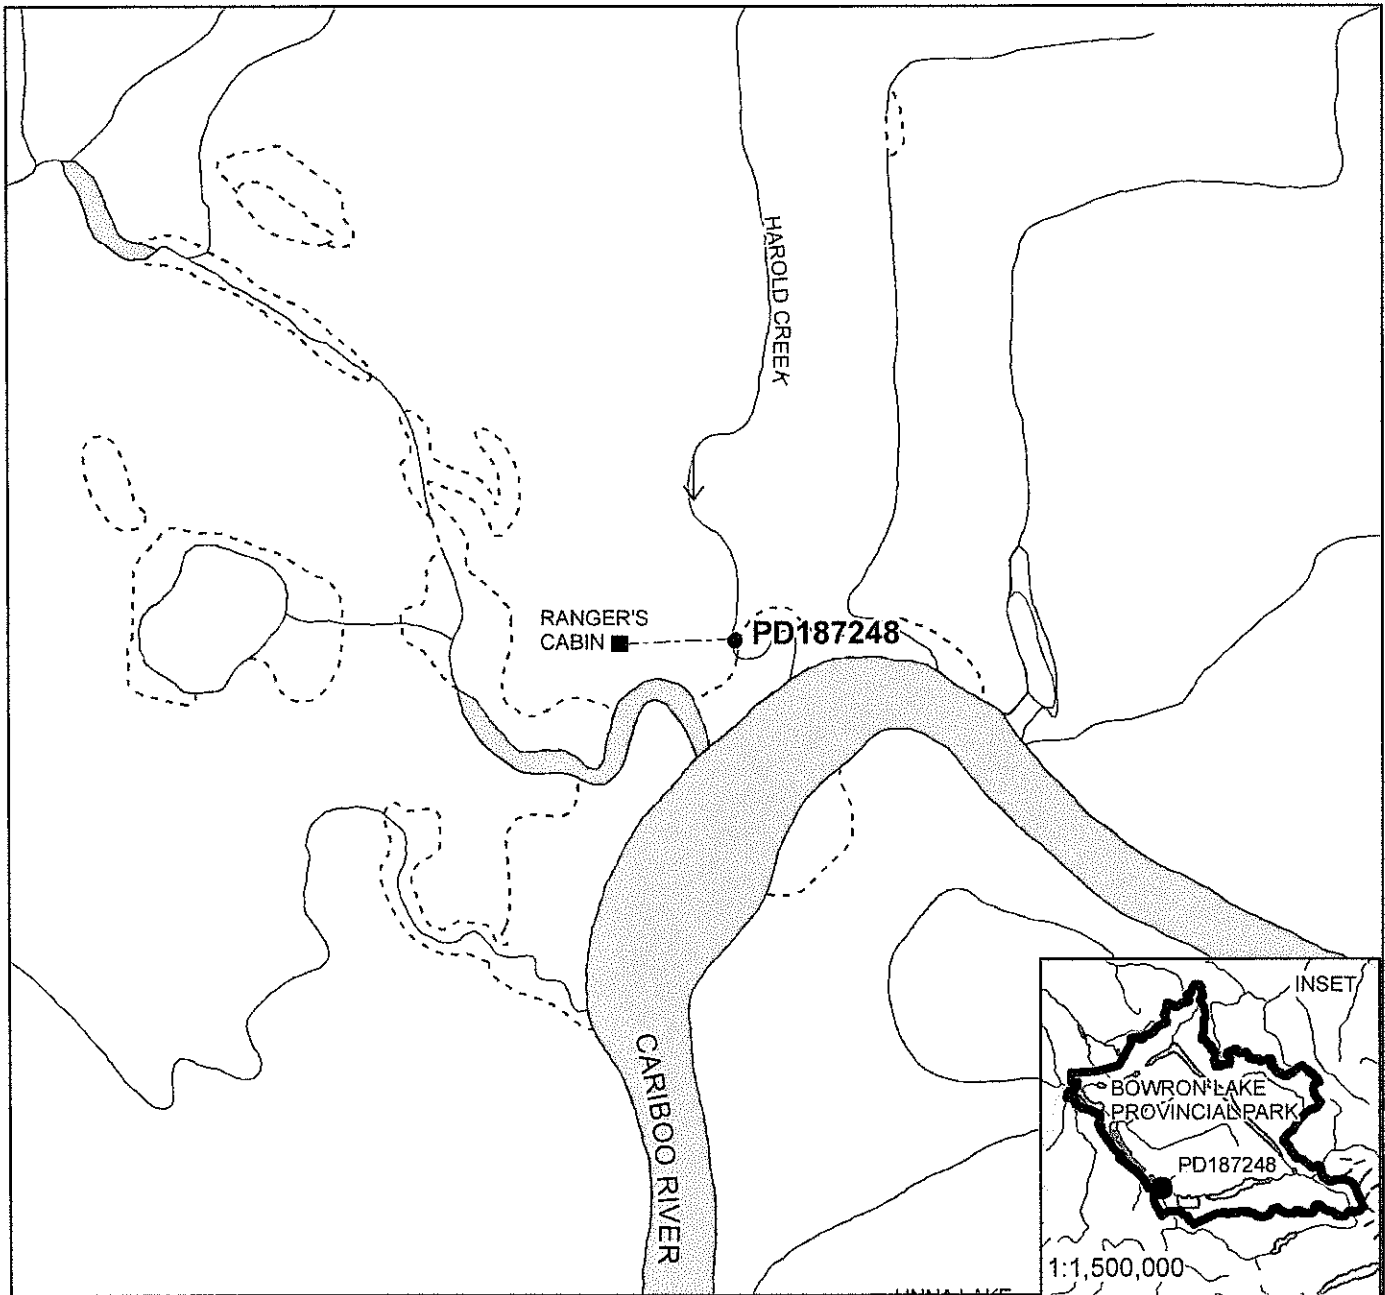 HAROLD CREEK
RANGER'S
CABIN
PD187248
CARIBOO RIVER
INSET
BOWRON LAKE
PROVINCIAL PARK
PD187248
1:1,500,000